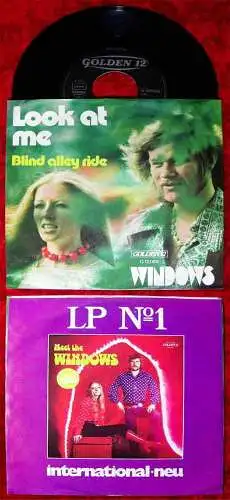 GOLDEN 12
Look at
me
Blind alley ride
GOLDEN 12
WINDOWS
LP Nº1
Meet the
WINDOWS
international·neu